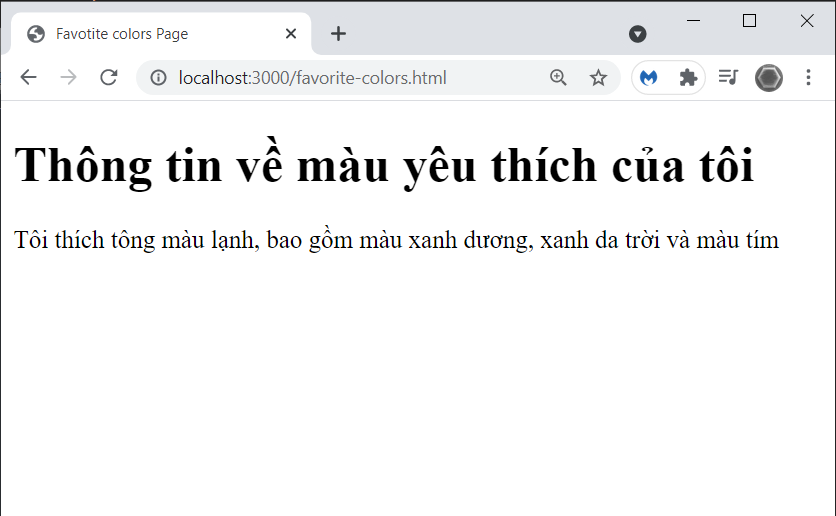 Favotite colors Page
localhost:3000/favorite-colors.html
Thông tin về màu yêu thích của tôi
Tôi thích tông màu lạnh, bao gồm màu xanh dương, xanh da trời và màu tím